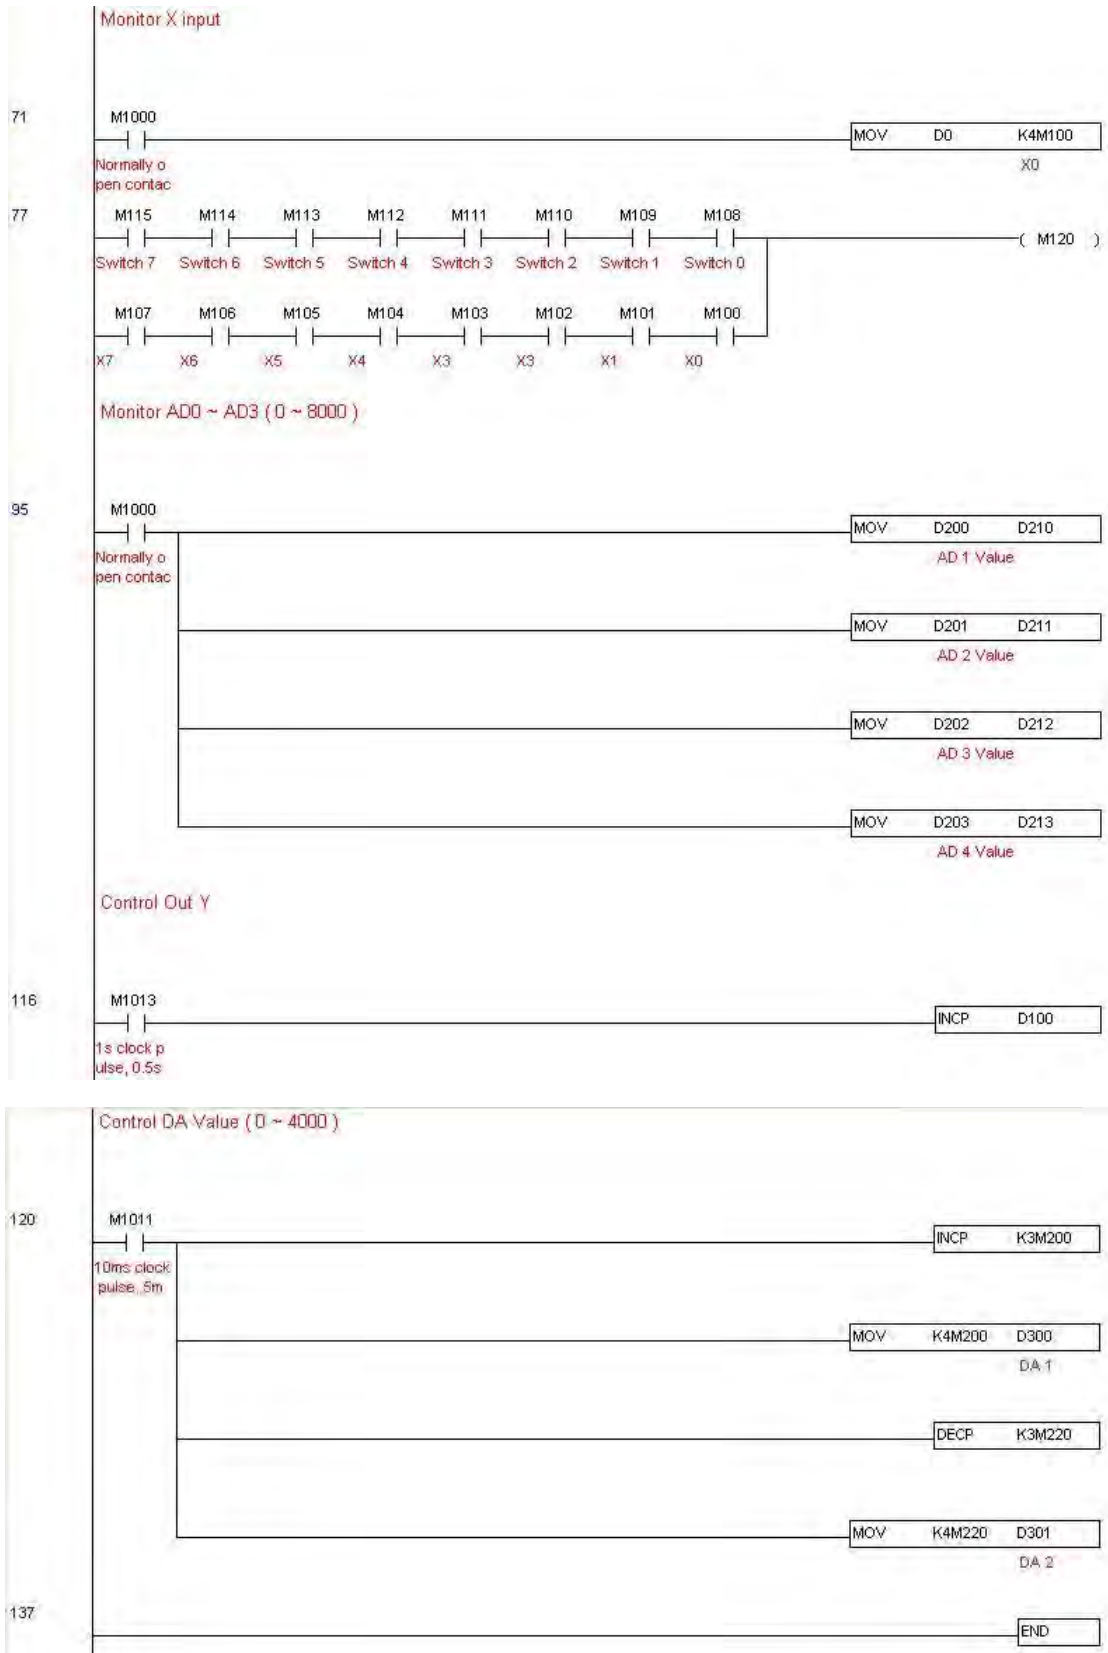 Monitor X input
71 M1000
MOV D0 K4M100
Normally o
pen contac
X0
77 M115 M114 M113 M112 M111 M110 M109 M108
( M120 )
Switch 7 Switch 6 Switch 5 Switch 4 Switch 3 Switch 2 Switch 1 Switch 0
M107 M106 M105 M104 M103 M102 M101 M100
X7 X6 X5 X4 X3 X3 X1 X0
Monitor AD0 ~ AD3 ( 0 ~ 8000 )
95 M1000
MOV D200 D210
Normally o
pen contac
AD 1 Value
MOV D201 D211
AD 2 Value
MOV D202 D212
AD 3 Value
MOV D203 D213
AD 4 Value
Control Out Y
116 M1013
INCP D100
1s clock p
ulse, 0.5s
Control DA Value ( 0 ~ 4000 )
120 M1011
INCP K3M200
10ms clock
pulse, 5m
MOV K4M200 D300
DA 1
DECP K3M220
MOV K4M220 D301
DA 2
137
END